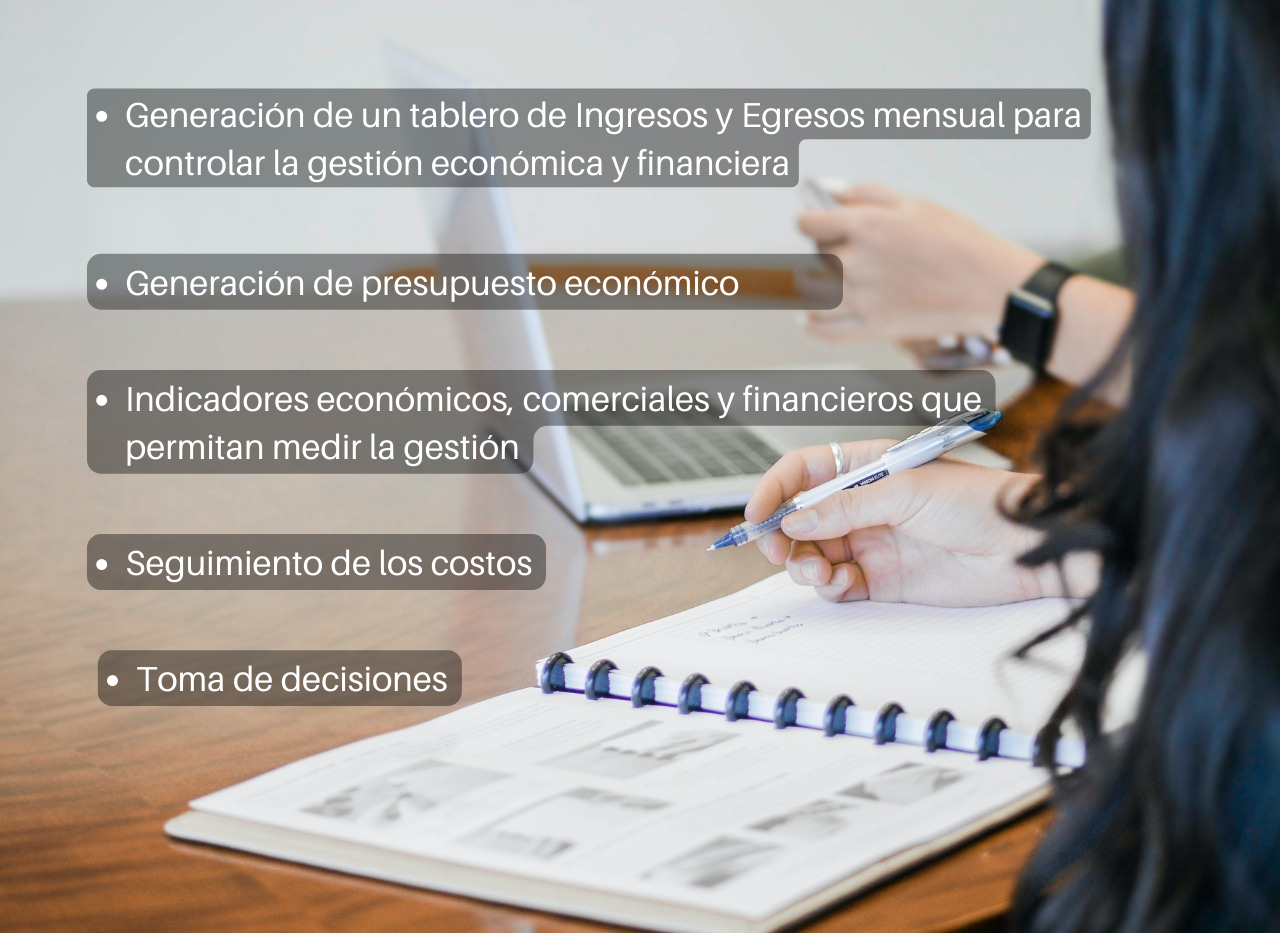 • Generación de un tablero de Ingresos y Egresos mensual para
controlar la gestión económica y financiera
• Generación de presupuesto económico
• Indicadores económicos, comerciales y financieros que
permitan medir la gestión
• Seguimiento de los costos
• Toma de decisiones